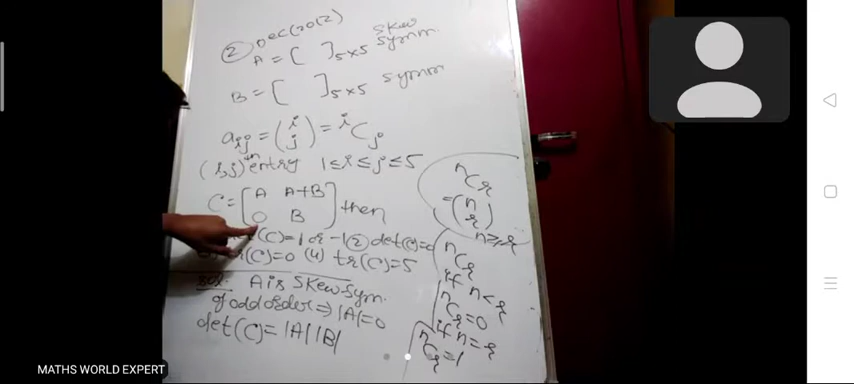 ② Dec(2012)
A = [ ]5×5 Skew Symm.
B = [ ]5×5 Symm
aij = (i j) = iCj
(i,j)th entry 1≤i≤j≤5
C = [A A+B
0 B] then
(C)=1 or -1 ② det(C)=0
(C)=0 (4) tr(C)=5
Sol: A is Skew Sym.
of odd order ⇒ |A|=0
det(C) = |A||B|
nCr
= (n r)
n≥r
nCr
if n<r
nCr=0
if n=r
nCr=1
MATHS WORLD EXPERT